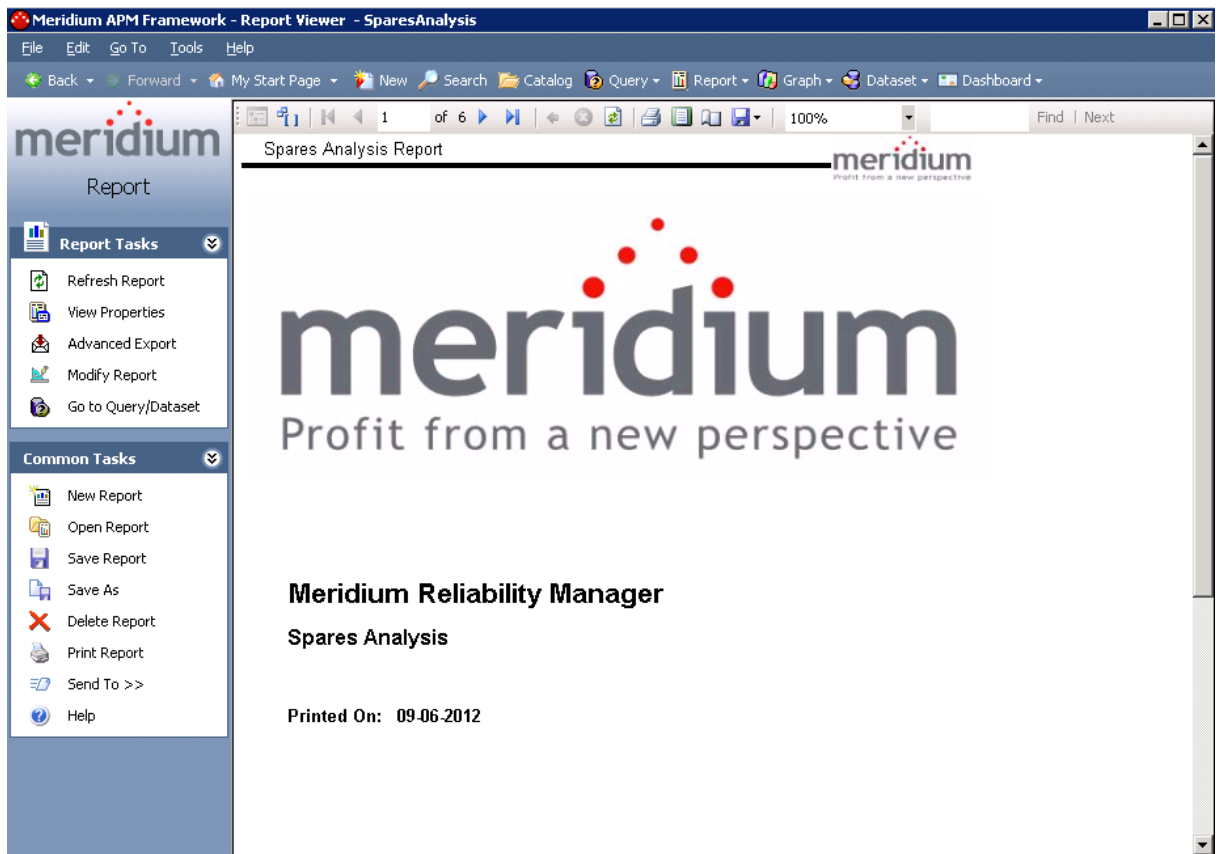 Meridium APM Framework - Report Viewer - SparesAnalysis
File Edit Go To Tools Help
Back Forward My Start Page New Search Catalog Query Report Graph Dataset Dashboard
meridium
Report
Report Tasks
Refresh Report
View Properties
Advanced Export
Modify Report
Go to Query/Dataset
Common Tasks
New Report
Open Report
Save Report
Save As
Delete Report
Print Report
Send To >>
Help
1 of 6 100% Find | Next
Spares Analysis Report
meridium
Profit from a new perspective
meridium
Profit from a new perspective
Meridium Reliability Manager
Spares Analysis
Printed On: 09-06-2012